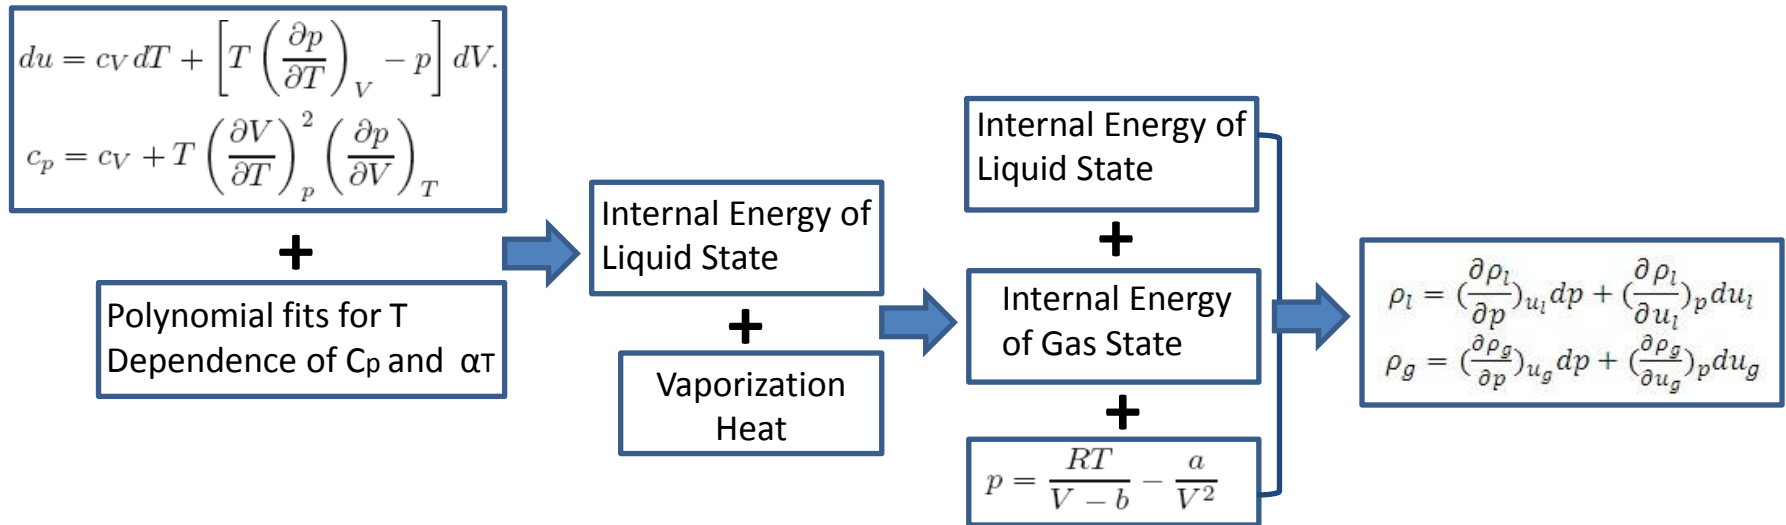 du = c_V dT + [T (∂p/∂T)_V − p] dV.
c_p = c_V + T (∂V/∂T)_p^2 (∂p/∂V)_T
+
Polynomial fits for T
Dependence of Cp and αT
Internal Energy of
Liquid State
+
Vaporization
Heat
Internal Energy of
Liquid State
+
Internal Energy
of Gas State
+
p = RT/(V − b) − a/V^2
ρ_l = (∂ρ_l/∂p)_{u_l} dp + (∂ρ_l/∂u_l)_p du_l
ρ_g = (∂ρ_g/∂p)_{u_g} dp + (∂ρ_g/∂u_g)_p du_g